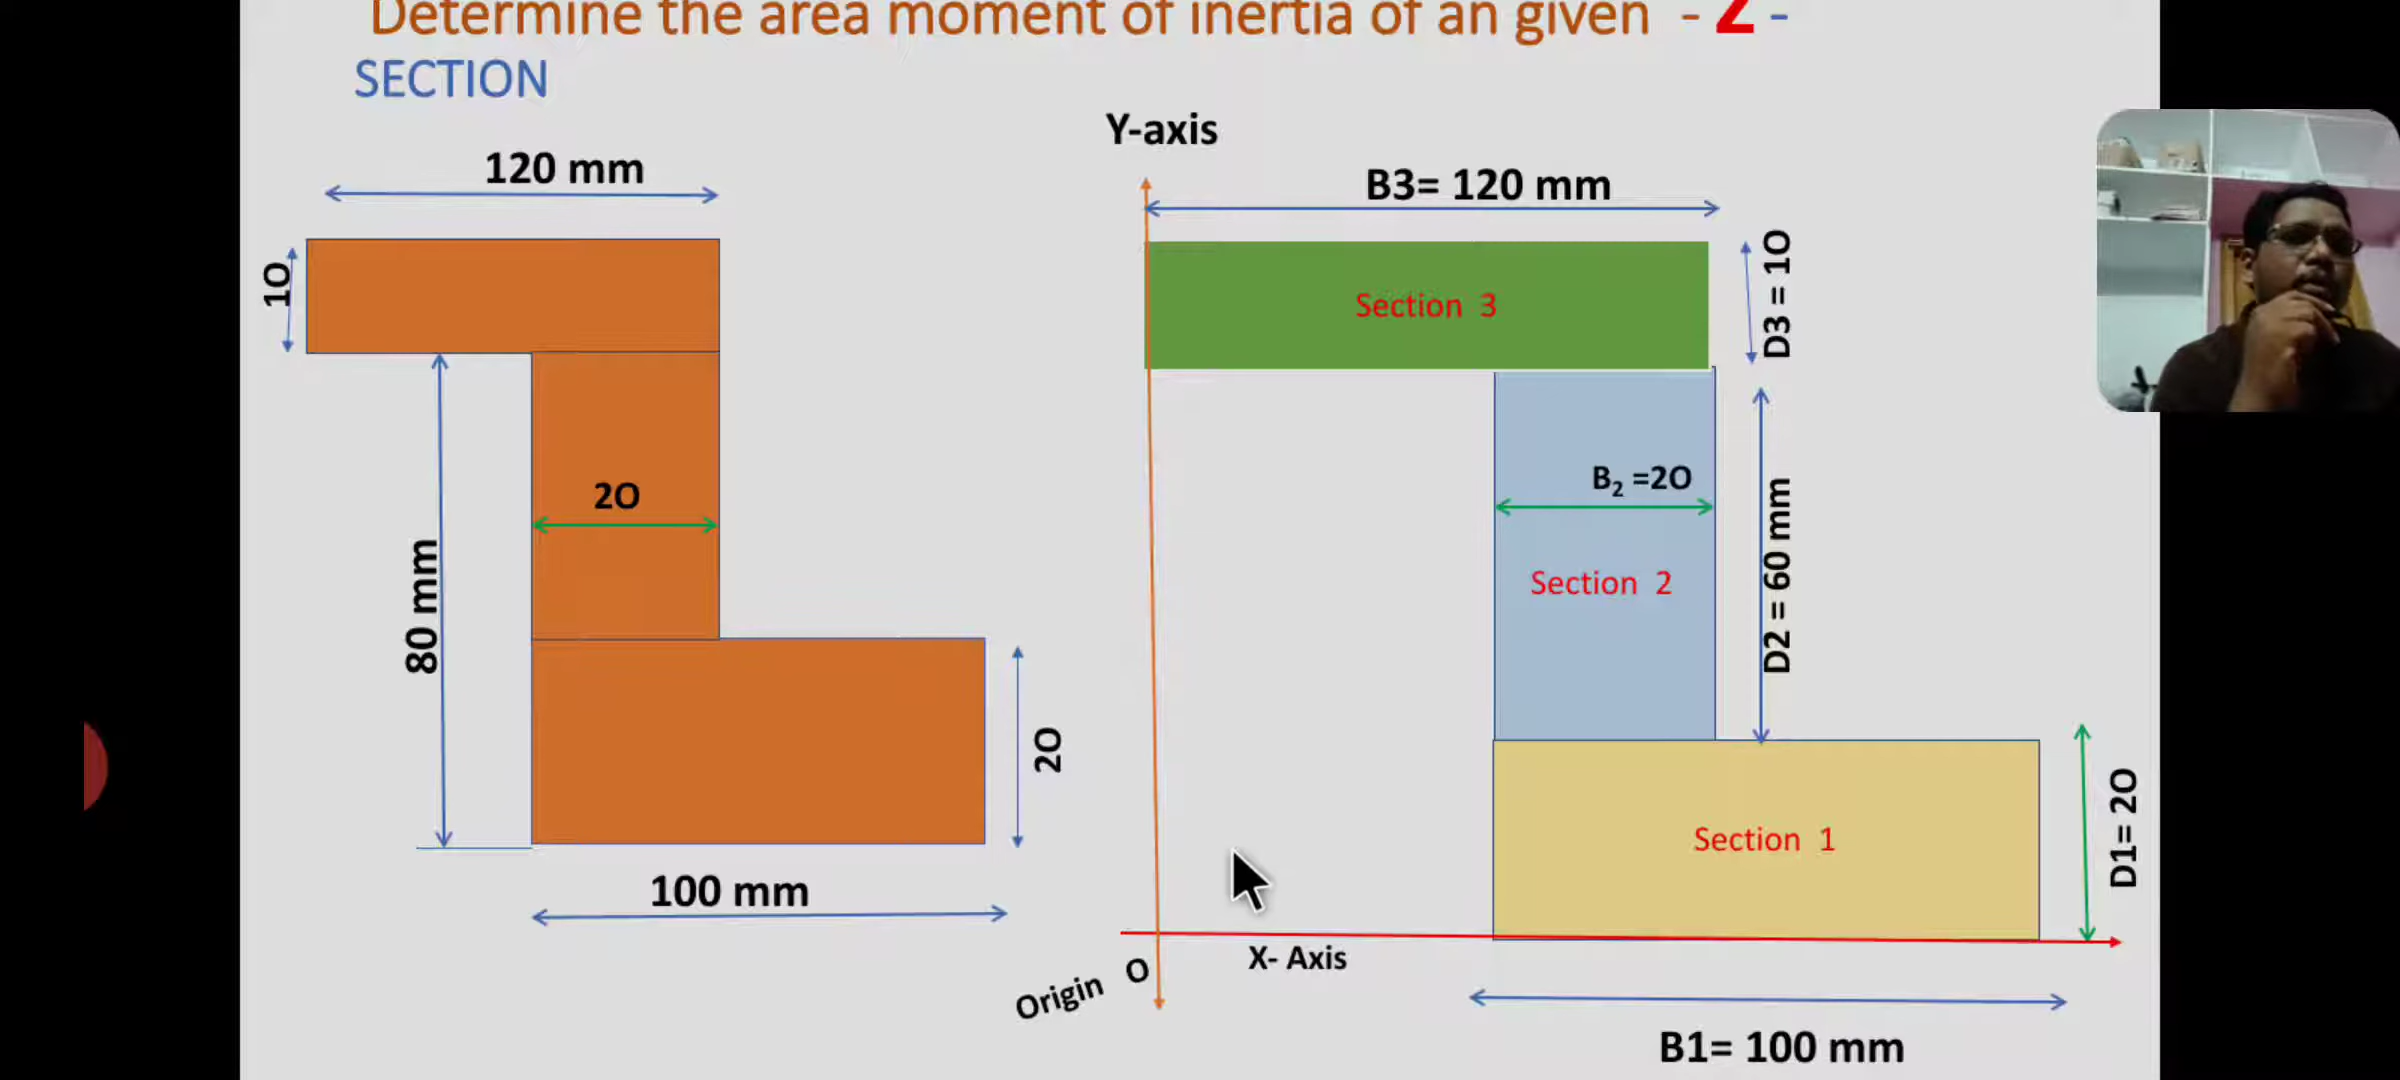 Determine the area moment of inertia of an given - Z -
SECTION
120 mm
10
80 mm
20
20
100 mm
Y-axis
B3= 120 mm
Section 3
D3 = 10
B₂ =20
Section 2
D2 = 60 mm
Section 1
D1= 20
X- Axis
Origin O
B1= 100 mm